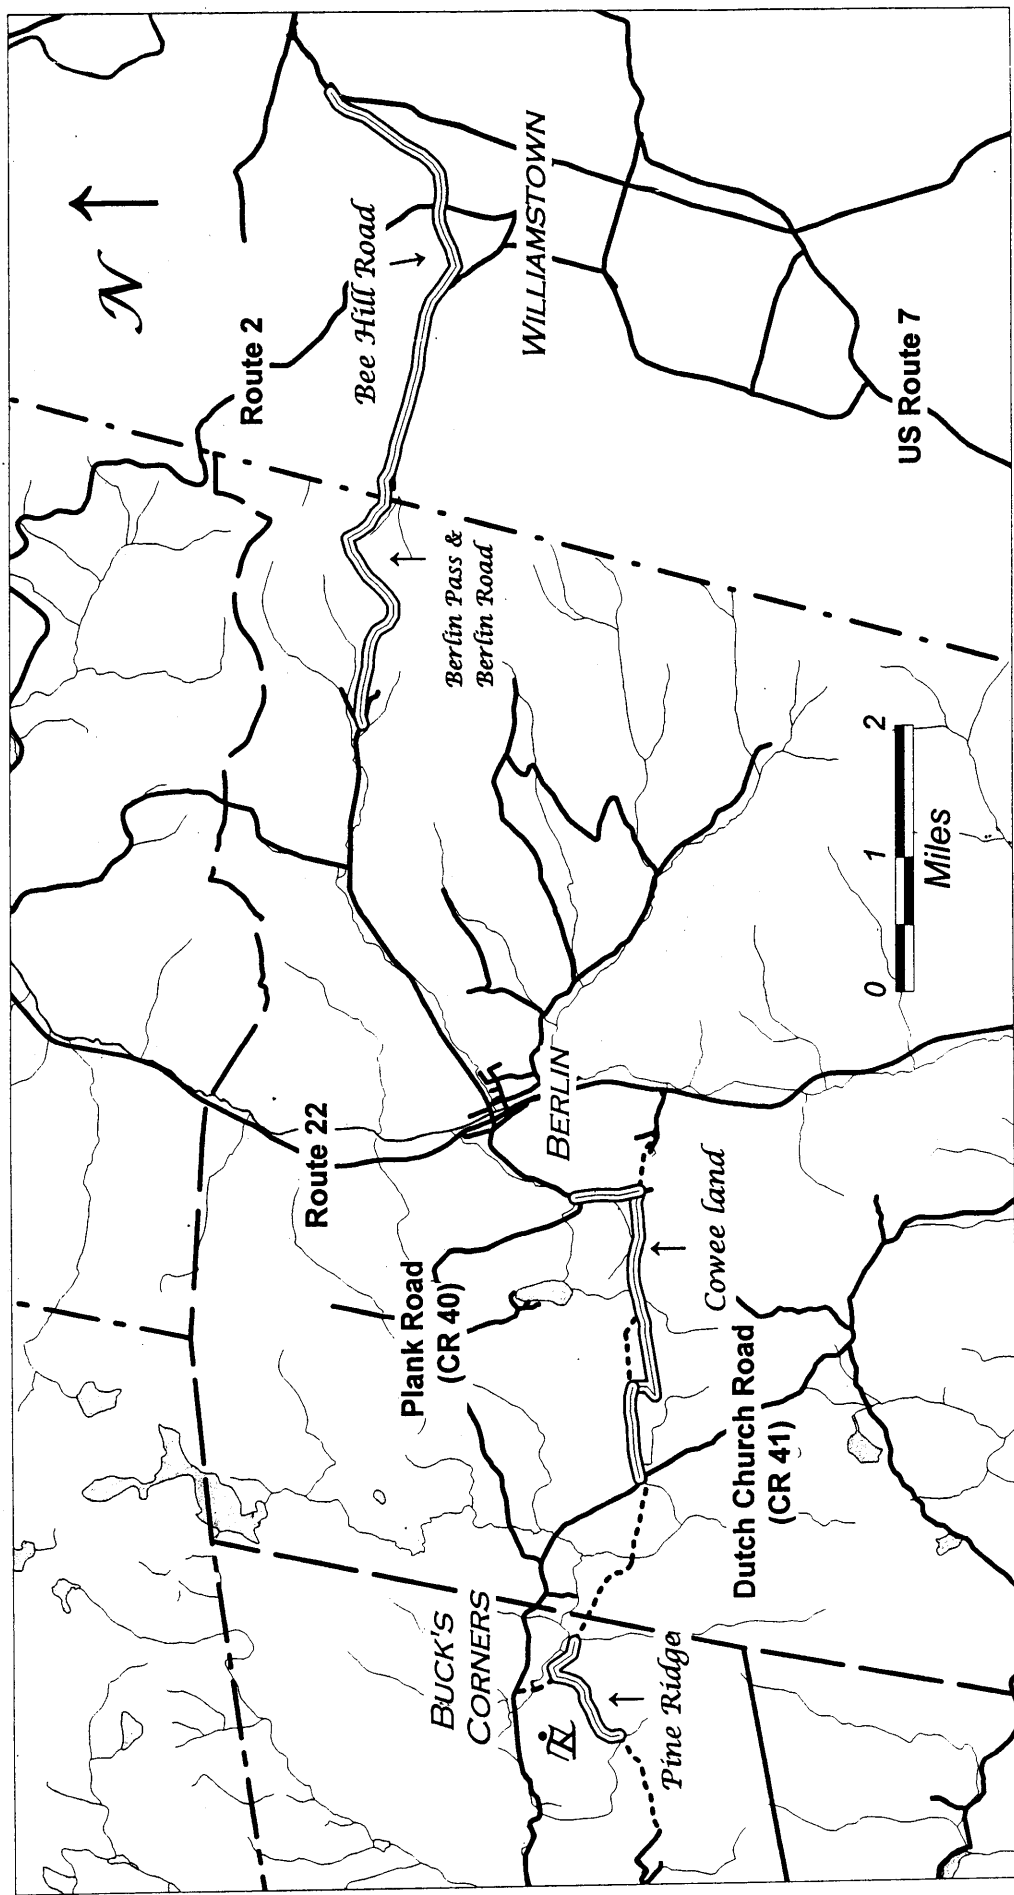 N
Route 2
Bee Hill Road
WILLIAMSTOWN
US Route 7
Berlin Pass &
Berlin Road
0 1 2
Miles
Route 22
BERLIN
Plank Road
(CR 40)
Cowee land
Dutch Church Road
(CR 41)
BUCK'S
CORNERS
Pine Ridge